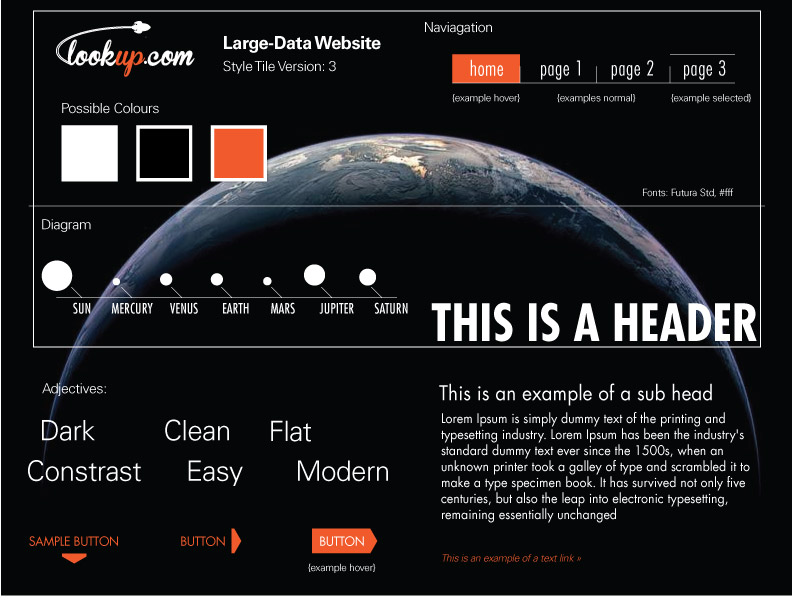 lookup.com
Large-Data Website
Style Tile Version: 3
Naviagation
home page 1 page 2 page 3
{example hover} {examples normal} {example selected}
Possible Colours
Fonts: Futura Std, #fff
Diagram
SUN MERCURY VENUS EARTH MARS JUPITER SATURN
THIS IS A HEADER
Adjectives:
Dark Clean Flat
Constrast Easy Modern
SAMPLE BUTTON BUTTON BUTTON
{example hover}
This is an example of a sub head
Lorem Ipsum is simply dummy text of the printing and
typesetting industry. Lorem Ipsum has been the industry's
standard dummy text ever since the 1500s, when an
unknown printer took a galley of type and scrambled it to
make a type specimen book. It has survived not only five
centuries, but also the leap into electronic typesetting,
remaining essentially unchanged
This is an example of a text link »